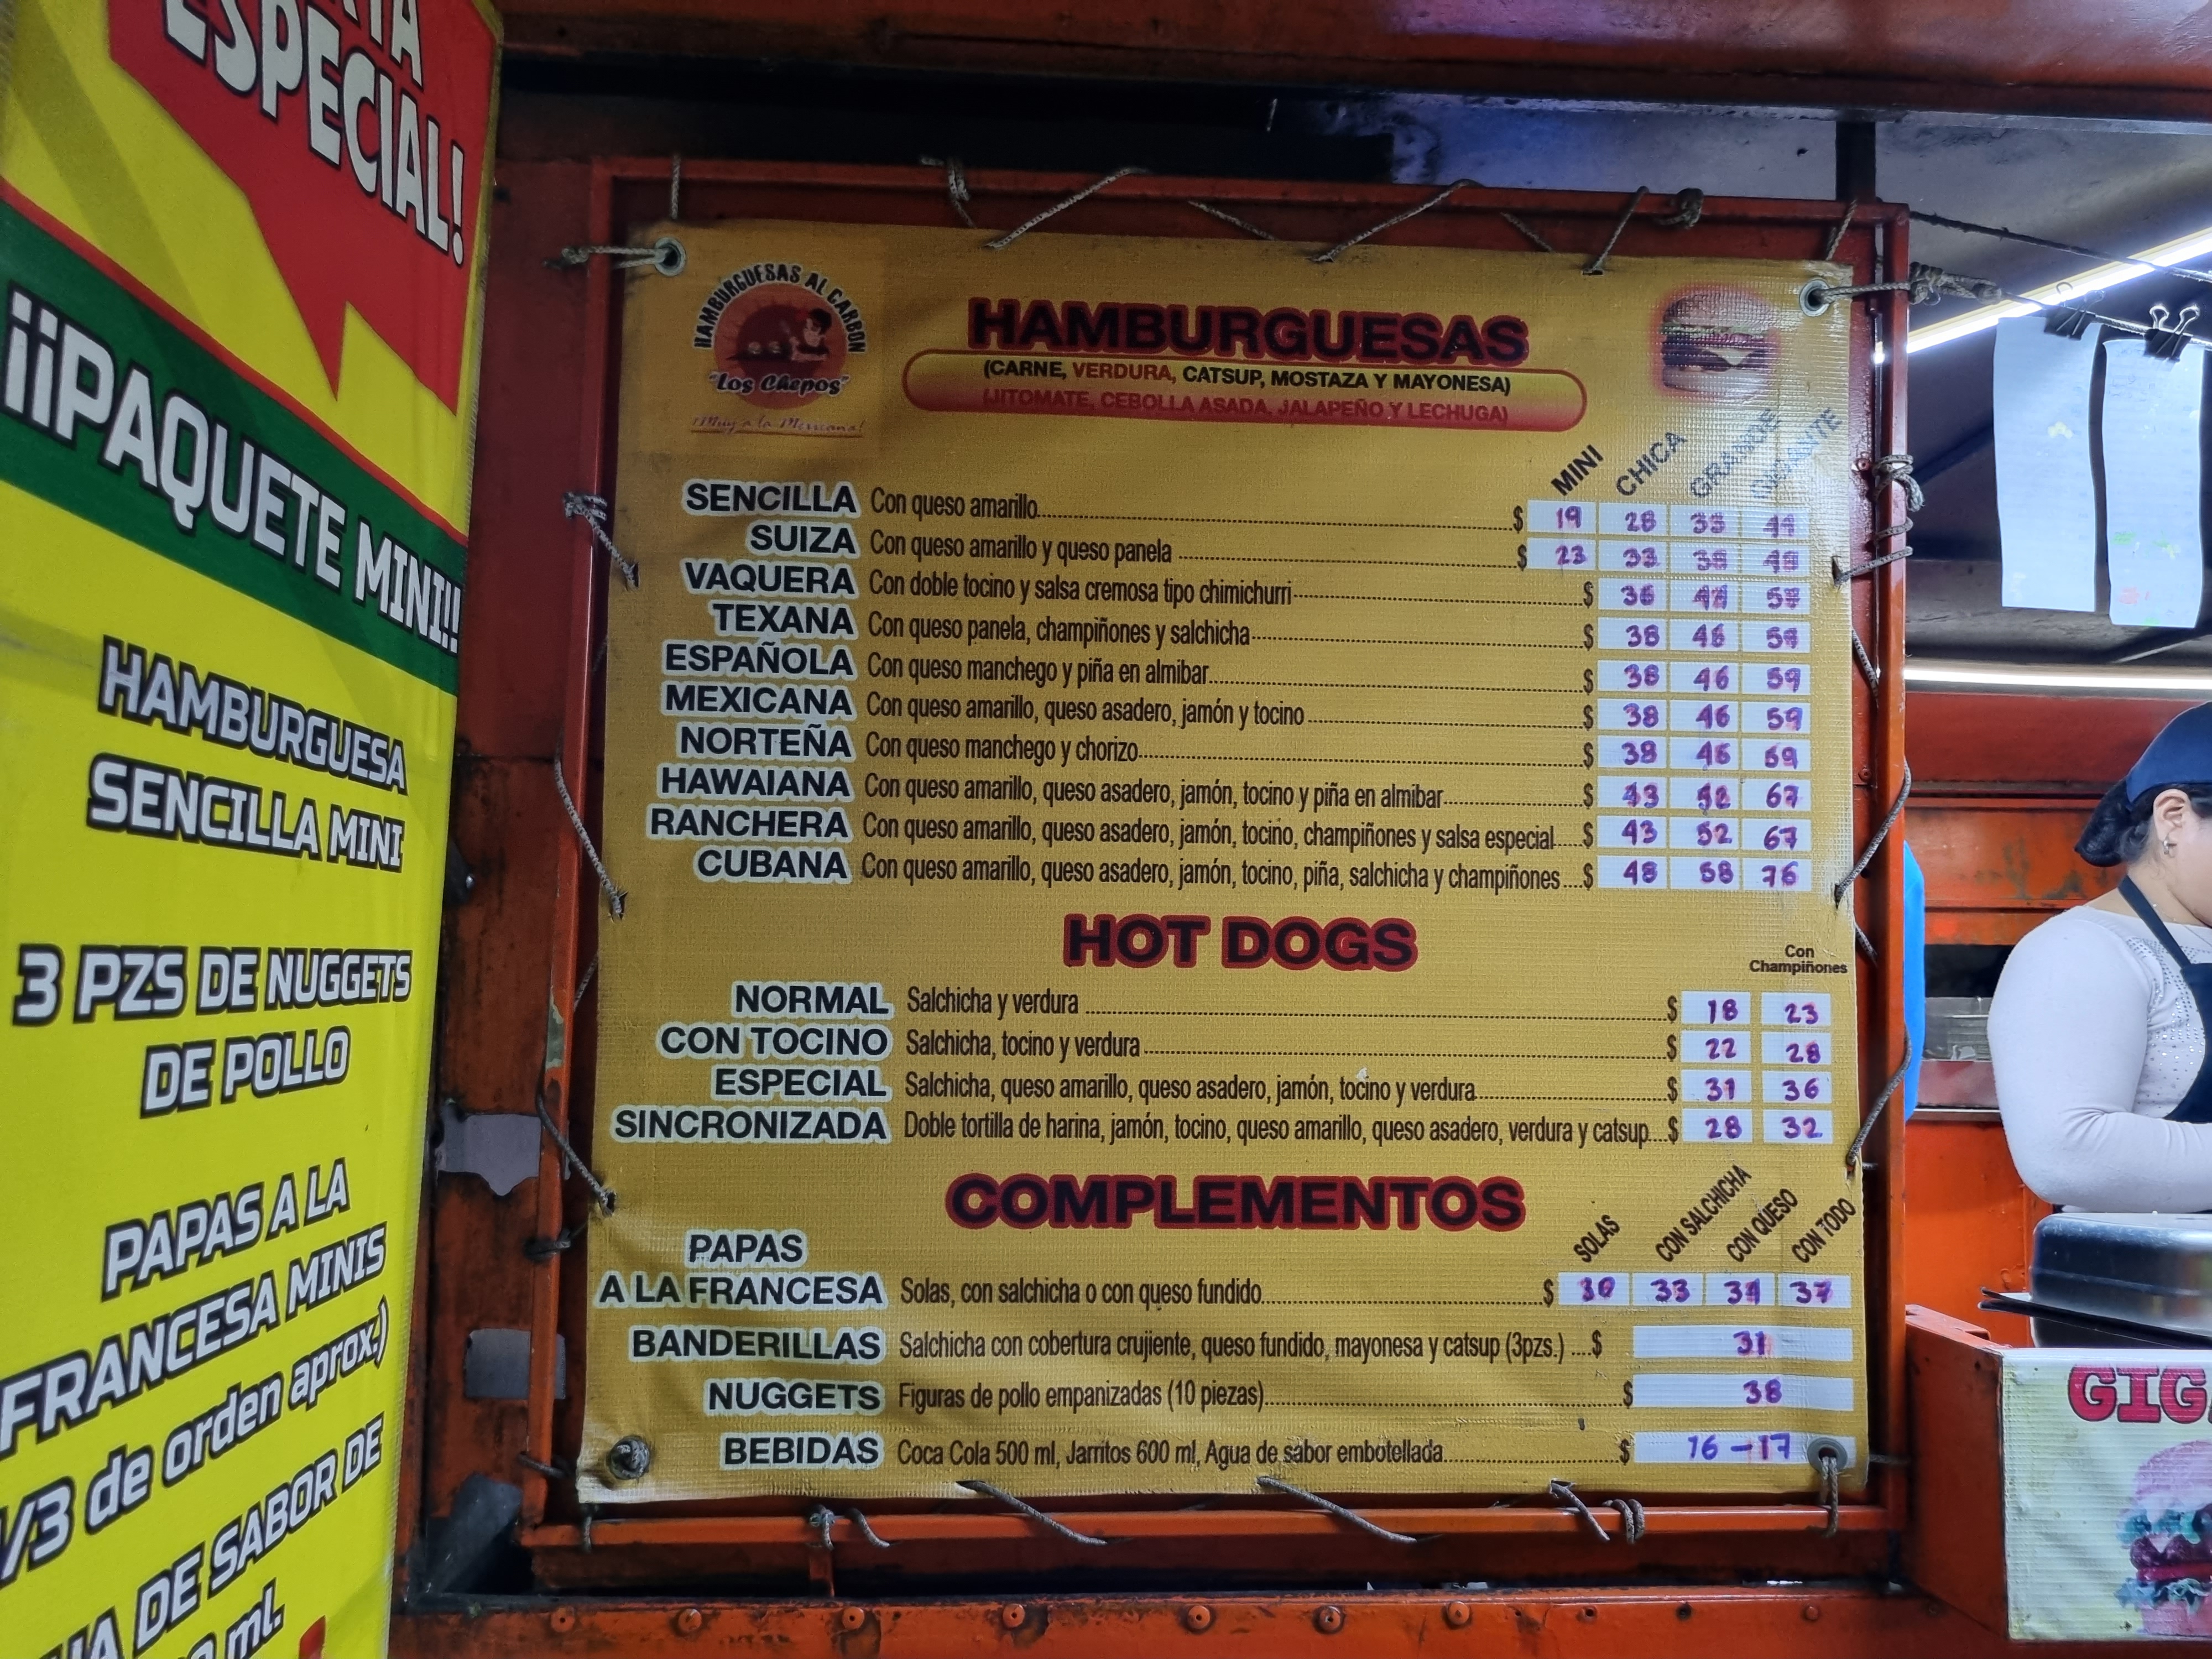 ESPECIAL!
¡¡PAQUETE MINI!!
HAMBURGUESA
SENCILLA MINI
3 PZS DE NUGGETS
DE POLLO
PAPAS A LA
FRANCESA MINIS
1/3 de orden aprox.)
DE SABOR DE
ml.
HAMBURGUESAS AL CARBON
"Los Chepos"
¡Muy a la Mexicana!
HAMBURGUESAS
(CARNE, VERDURA, CATSUP, MOSTAZA Y MAYONESA)
(JITOMATE, CEBOLLA ASADA, JALAPEÑO Y LECHUGA)
MINI CHICA GRANDE GIGANTE
SENCILLA Con queso amarillo $ 19 28
SUIZA Con queso amarillo y queso panela $ 23 33
VAQUERA Con doble tocino y salsa cremosa tipo chimichurri $ 36
TEXANA Con queso panela, champiñones y salchicha $ 38 46 59
ESPAÑOLA Con queso manchego y piña en almibar $ 38 46 59
MEXICANA Con queso amarillo, queso asadero, jamón y tocino $ 38 46 59
NORTEÑA Con queso manchego y chorizo $ 38 46 59
HAWAIANA Con queso amarillo, queso asadero, jamón, tocino y piña en almibar $ 43 52 67
RANCHERA Con queso amarillo, queso asadero, jamón, tocino, champiñones y salsa especial $ 43 52 67
CUBANA Con queso amarillo, queso asadero, jamón, tocino, piña, salchicha y champiñones $ 48 58 76
HOT DOGS
Con
Champiñones
NORMAL Salchicha y verdura $ 18 23
CON TOCINO Salchicha, tocino y verdura $ 22 28
ESPECIAL Salchicha, queso amarillo, queso asadero, jamón, tocino y verdura $ 31 36
SINCRONIZADA Doble tortilla de harina, jamón, tocino, queso amarillo, queso asadero, verdura y catsup $ 28 32
COMPLEMENTOS
SOLAS CON SALCHICHA CON QUESO CON TODO
PAPAS
A LA FRANCESA Solas, con salchicha o con queso fundido $ 30 33 34 37
BANDERILLAS Salchicha con cobertura crujiente, queso fundido, mayonesa y catsup (3pzs.) $ 31
NUGGETS Figuras de pollo empanizadas (10 piezas) $ 38
BEBIDAS Coca Cola 500 ml, Jarritos 600 ml, Agua de sabor embotellada $ 16 - 17